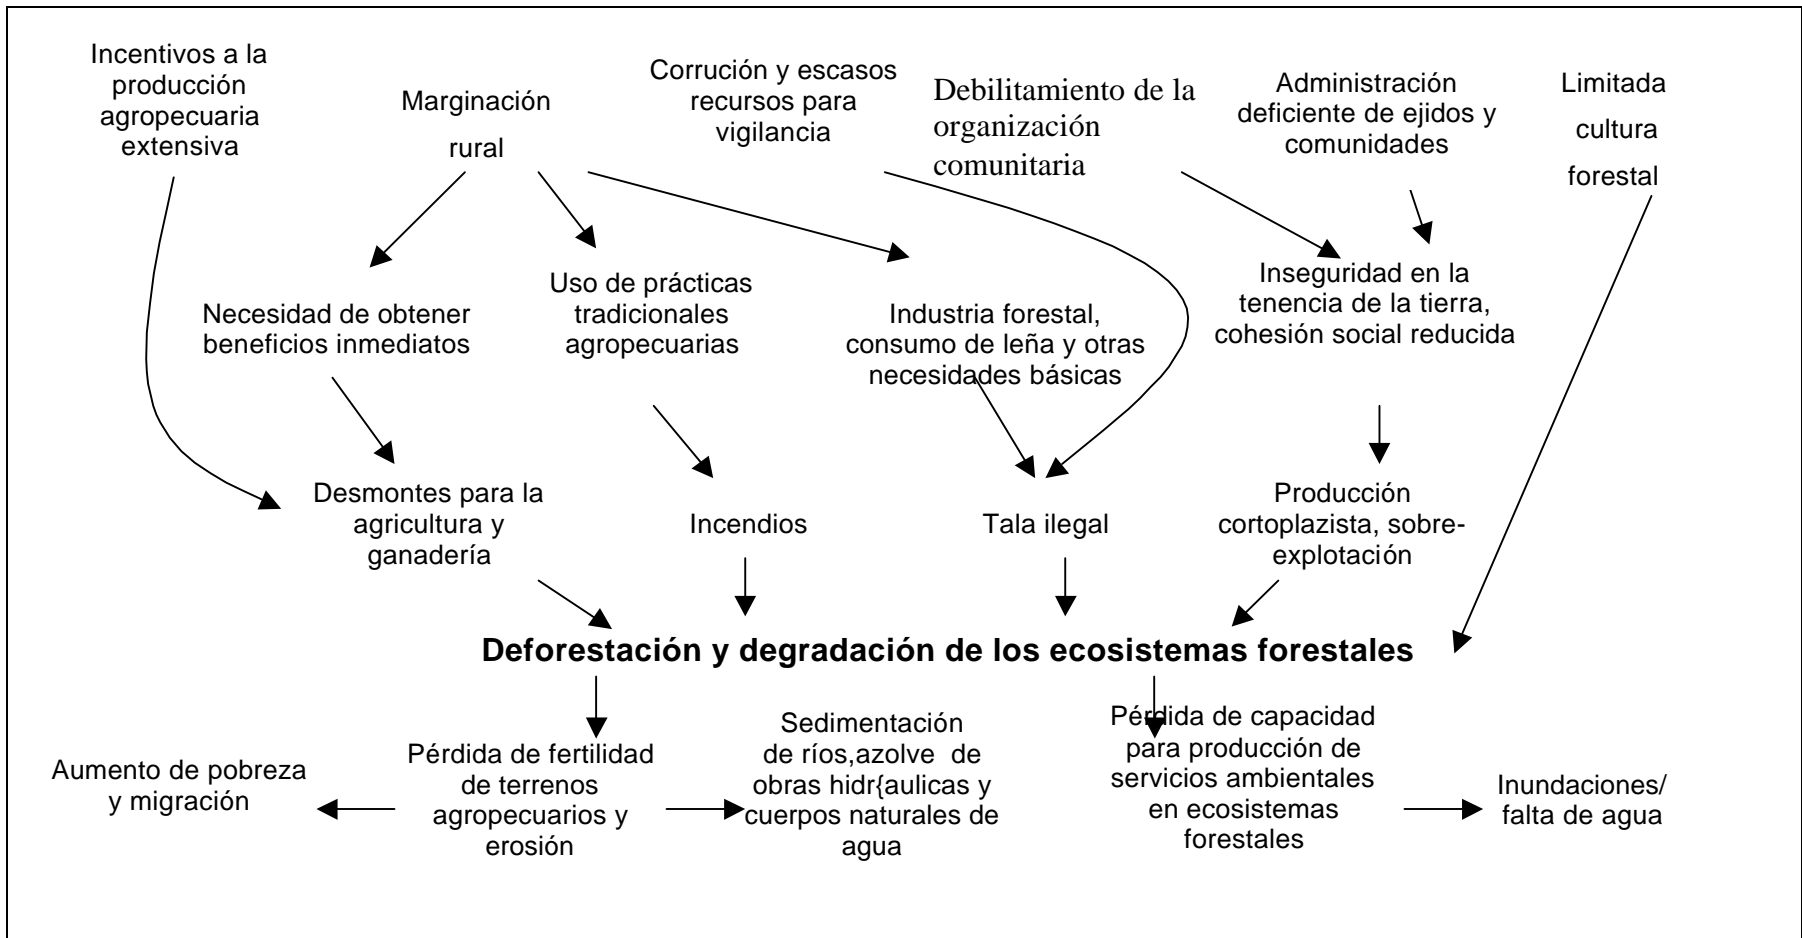 Incentivos a la
producción
agropecuaria
extensiva
Marginación
rural
Corrución y escasos
recursos para
vigilancia
Debilitamiento de la
organización
comunitaria
Administración
deficiente de ejidos y
comunidades
Limitada
cultura
forestal
Necesidad de obtener
beneficios inmediatos
Uso de prácticas
tradicionales
agropecuarias
Industria forestal,
consumo de leña y otras
necesidades básicas
Inseguridad en la
tenencia de la tierra,
cohesión social reducida
Desmontes para la
agricultura y
ganadería
Incendios
Tala ilegal
Producción
cortoplazista, sobre-
explotación
Deforestación y degradación de los ecosistemas forestales
Aumento de pobreza
y migración
Pérdida de fertilidad
de terrenos
agropecuarios y
erosión
Sedimentación
de ríos,azolve de
obras hidr{aulicas y
cuerpos naturales de
agua
Pérdida de capacidad
para producción de
servicios ambientales
en ecosistemas
forestales
Inundaciones/
falta de agua